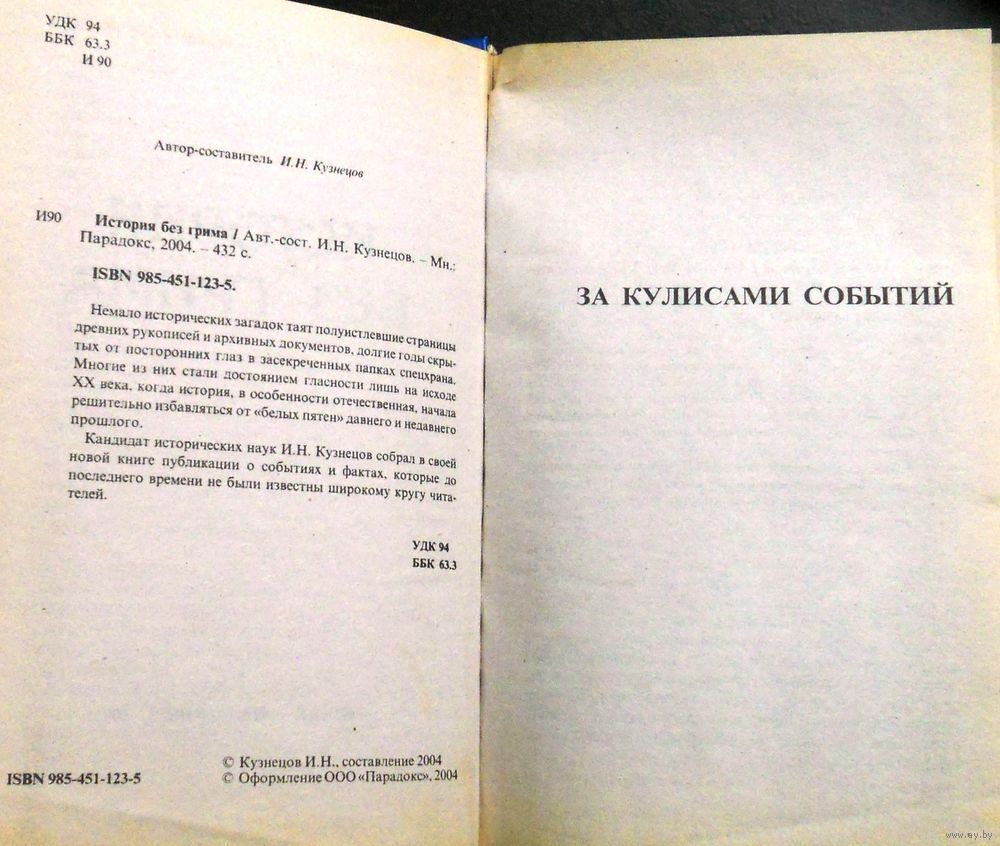 УДК 94
ББК 63.3
И 90
Автор-составитель И.Н. Кузнецов
И90 История без грима / Авт.-сост. И.Н. Кузнецов. – Мн.:
Парадокс, 2004. – 432 с.
ISBN 985-451-123-5.
Немало исторических загадок таят полуистлевшие страницы
древних рукописей и архивных документов, долгие годы скры-
тых от посторонних глаз в засекреченных папках спецхрана.
Многие из них стали достоянием гласности лишь на исходе
XX века, когда история, в особенности отечественная, начала
решительно избавляться от «белых пятен» давнего и недавнего
прошлого.
Кандидат исторических наук И.Н. Кузнецов собрал в своей
новой книге публикации о событиях и фактах, которые до
последнего времени не были известны широкому кругу чита-
телей.
УДК 94
ББК 63.3
© Кузнецов И.Н., составление 2004
ISBN 985-451-123-5 © Оформление ООО «Парадокс», 2004
ЗА КУЛИСАМИ СОБЫТИЙ
www.ay.by